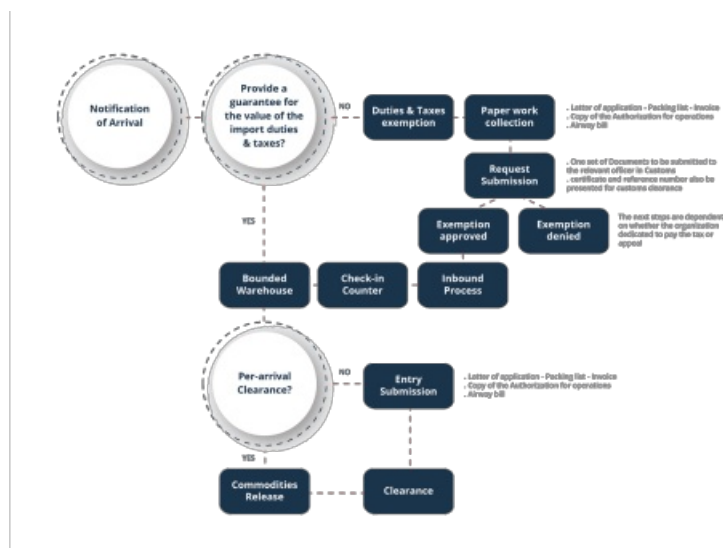 Notification
of Arrival
Provide a
guarantee for
the value of the
import duties
& taxes?
NO
Duties & Taxes
exemption
Paper work
collection
. Latter of application - Packing list - Invoice
. Copy of the Authorization for operations
. Airway bill
Request
Submission
. One set of Documents to be submitted to
the relevant officer in Customs
. certificate and reference number also be
presented for customs clearance
YES
Exemption
approved
Exemption
denied
The next steps are dependent
on whether the organization
dedicated to pay the tax or
appeal
Bounded
Warehouse
Check-in
Counter
Inbound
Process
Per-arrival
Clearance?
NO
Entry
Submission
. Latter of application - Packing list - Invoice
. Copy of the Authorization for operations
. Airway bill
YES
Commodities
Release
Clearance